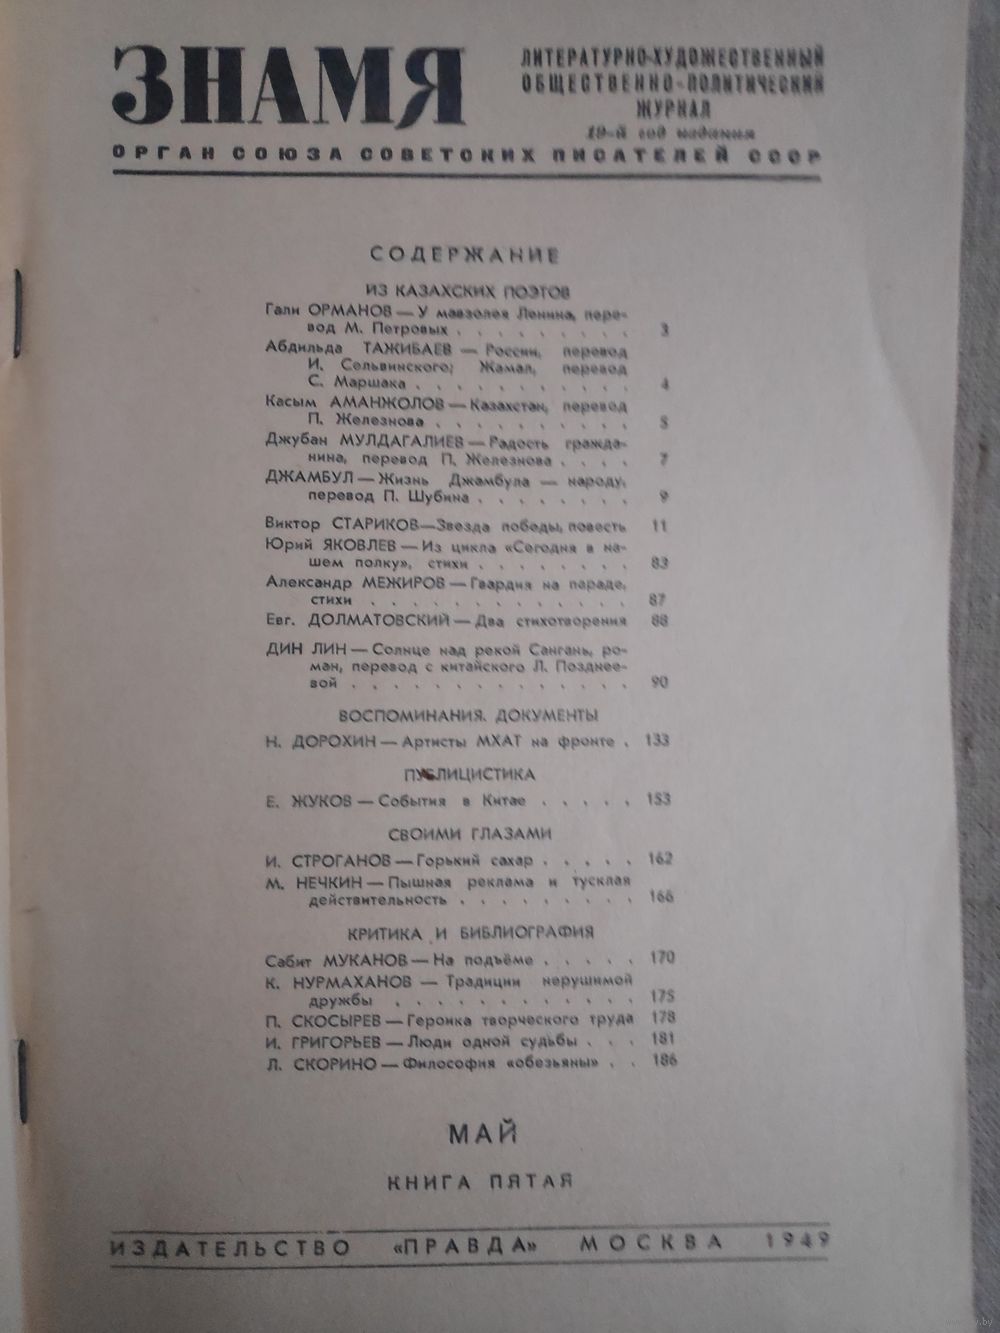 ЗНАМЯ
ЛИТЕРАТУРНО-ХУДОЖЕСТВЕННЫЙ
ОБЩЕСТВЕННО-ПОЛИТИЧЕСКИЙ
ЖУРНАЛ
19-й год издания
ОРГАН СОЮЗА СОВЕТСКИХ ПИСАТЕЛЕЙ СССР
СОДЕРЖАНИЕ
ИЗ КАЗАХСКИХ ПОЭТОВ
Гали ОРМАНОВ — У мавзолея Ленина, пере-
вод М. Петровых . . . . . . . . . 3
Абдильда ТАЖИБАЕВ — России, перевод
И. Сельвинского; Жамал, перевод
С. Маршака . . . . . . . . . . . 4
Касым АМАНЖОЛОВ — Казахстан, перевод
П. Железнова . . . . . . . . . . 5
Джубан МУЛДАГАЛИЕВ — Радость гражда-
нина, перевод П. Железнова . . . . 7
ДЖАМБУЛ — Жизнь Джамбула — народу,
перевод П. Шубина . . . . . . . . 9
Виктор СТАРИКОВ — Звезда победы, повесть 11
Юрий ЯКОВЛЕВ — Из цикла «Сегодня в на-
шем полку», стихи . . . . . . . . 83
Александр МЕЖИРОВ — Гвардия на параде,
стихи . . . . . . . . . . . . . 87
Евг. ДОЛМАТОВСКИЙ — Два стихотворения 88
ДИН ЛИН — Солнце над рекой Сангань, ро-
ман, перевод с китайского Л. Позднее-
вой . . . . . . . . . . . . . . 90
ВОСПОМИНАНИЯ. ДОКУМЕНТЫ
Н. ДОРОХИН — Артисты МХАТ на фронте . 133
ПУБЛИЦИСТИКА
Е. ЖУКОВ — События в Китае . . . . . 153
СВОИМИ ГЛАЗАМИ
И. СТРОГАНОВ — Горький сахар . . . . . 162
М. НЕЧКИН — Пышная реклама и тусклая
действительность . . . . . . . . . 166
КРИТИКА И БИБЛИОГРАФИЯ
Сабит МУКАНОВ — На подъёме . . . . . 170
К. НУРМАХАНОВ — Традиции нерушимой
дружбы . . . . . . . . . . . . 175
П. СКОСЫРЕВ — Героика творческого труда 178
И. ГРИГОРЬЕВ — Люди одной судьбы . . . 181
Л. СКОРИНО — Философия «обезьяны» . . 186
МАЙ
КНИГА ПЯТАЯ
ИЗДАТЕЛЬСТВО «ПРАВДА» МОСКВА 1949